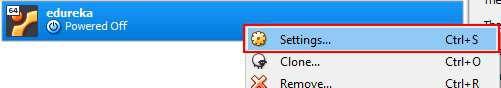 64 edureka
Powered Off
Settings... Ctrl+S
Clone... Ctrl+O
Remove... Ctrl+R